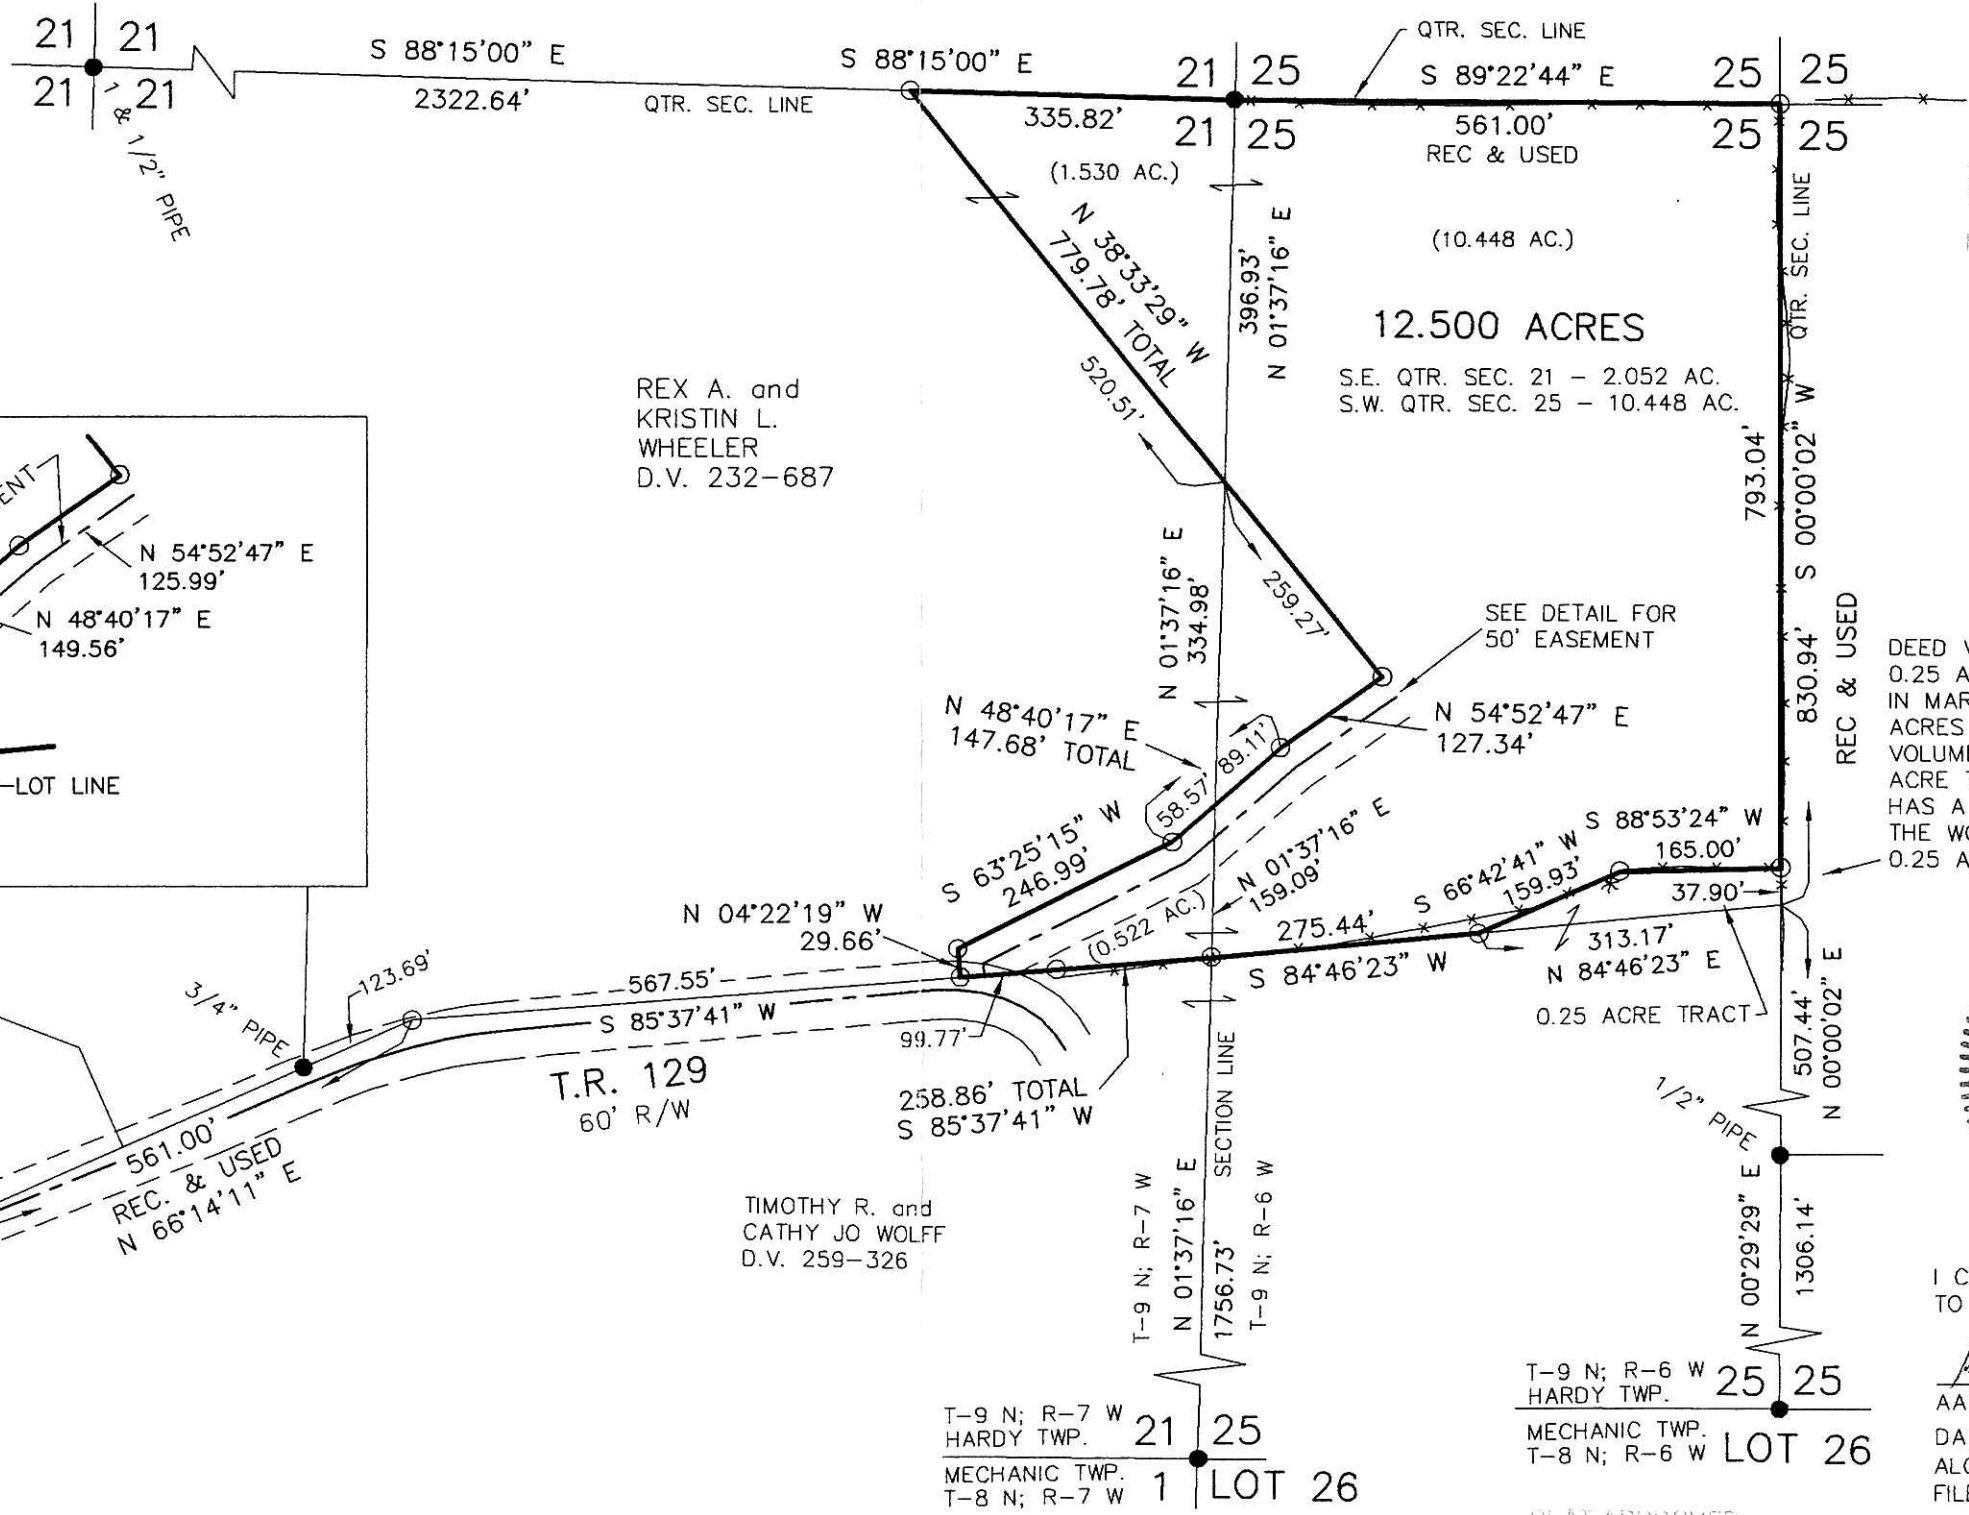 21 21
21 21
1 & 1/2" PIPE
S 88°15'00" E
2322.64'
QTR. SEC. LINE
S 88°15'00" E
335.82'
(1.530 AC.)
21 25
21 25
QTR. SEC. LINE
S 89°22'44" E
561.00'
REC & USED
25 25
25 25
(10.448 AC.)
12.500 ACRES
S.E. QTR. SEC. 21 – 2.052 AC.
S.W. QTR. SEC. 25 – 10.448 AC.
N 38°33'29" W
779.78' TOTAL
520.51'
259.27'
396.93'
N 01°37'16" E
QTR. SEC. LINE
793.04'
S 00°00'02" W
830.94'
REC & USED
REX A. and
KRISTIN L.
WHEELER
D.V. 232–687
N 54°52'47" E
125.99'
N 48°40'17" E
149.56'
LOT LINE
N 01°37'16" E
334.98'
SEE DETAIL FOR
50' EASEMENT
N 48°40'17" E
147.68' TOTAL
89.11'
58.57'
N 54°52'47" E
127.34'
DEED
0.25
IN
ACRES
ACRE
HAS A
THE
0.25
S 63°25'15" W
246.99'
N 01°37'16" E
159.09'
(0.522 AC.)
S 66°42'41" W
159.93'
S 88°53'24" W
165.00'
37.90'
N 04°22'19" W
29.66'
275.44'
S 84°46'23" W
313.17'
N 84°46'23" E
0.25 ACRE TRACT
3/4" PIPE
123.69'
567.55'
S 85°37'41" W
T.R. 129
60' R/W
99.77'
258.86' TOTAL
S 85°37'41" W
SECTION LINE
507.44'
N 00°00'02" E
1/2" PIPE
561.00'
REC. & USED
N 66°14'11" E
TIMOTHY R. and
CATHY JO WOLFF
D.V. 259–326
T–9 N; R–7 W
N 01°37'16" E
1756.73'
T–9 N; R–6 W
N 00°29'29" E
1306.14'
T–9 N; R–7 W
HARDY TWP.
21 25
MECHANIC TWP.
T–8 N; R–7 W
1 LOT 26
T–9 N; R–6 W
HARDY TWP.
25 25
MECHANIC TWP.
T–8 N; R–6 W
LOT 26
TO